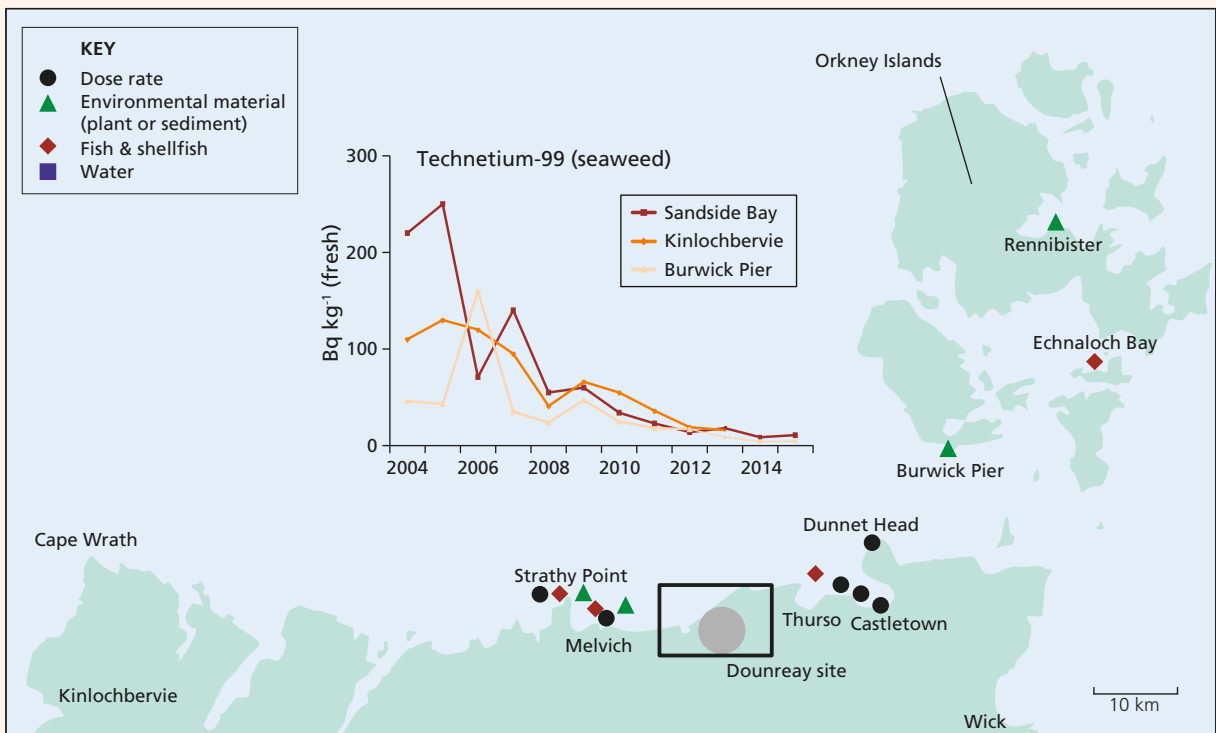 KEY
Dose rate
Environmental material
(plant or sediment)
Fish & shellfish
Water
Technetium-99 (seaweed)
Bq kg⁻¹ (fresh)
300
200
100
0
2004 2006 2008 2010 2012 2014
Sandside Bay
Kinlochbervie
Burwick Pier
Orkney Islands
Rennibister
Echnaloch Bay
Burwick Pier
Dunnet Head
Cape Wrath
Strathy Point
Thurso
Castletown
Melvich
Dounreay site
Kinlochbervie
10 km
Wick